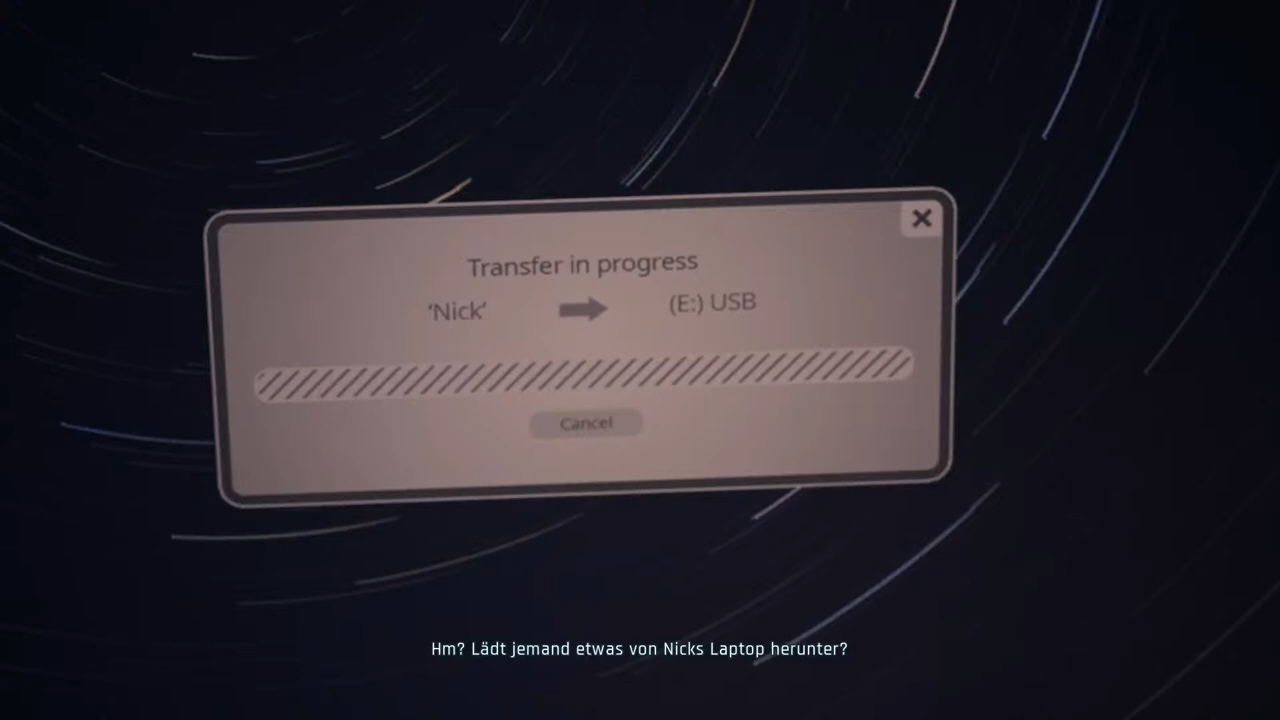 Transfer in progress
‘Nick’ (E:) USB
Cancel
Hm? Lädt jemand etwas von Nicks Laptop herunter?